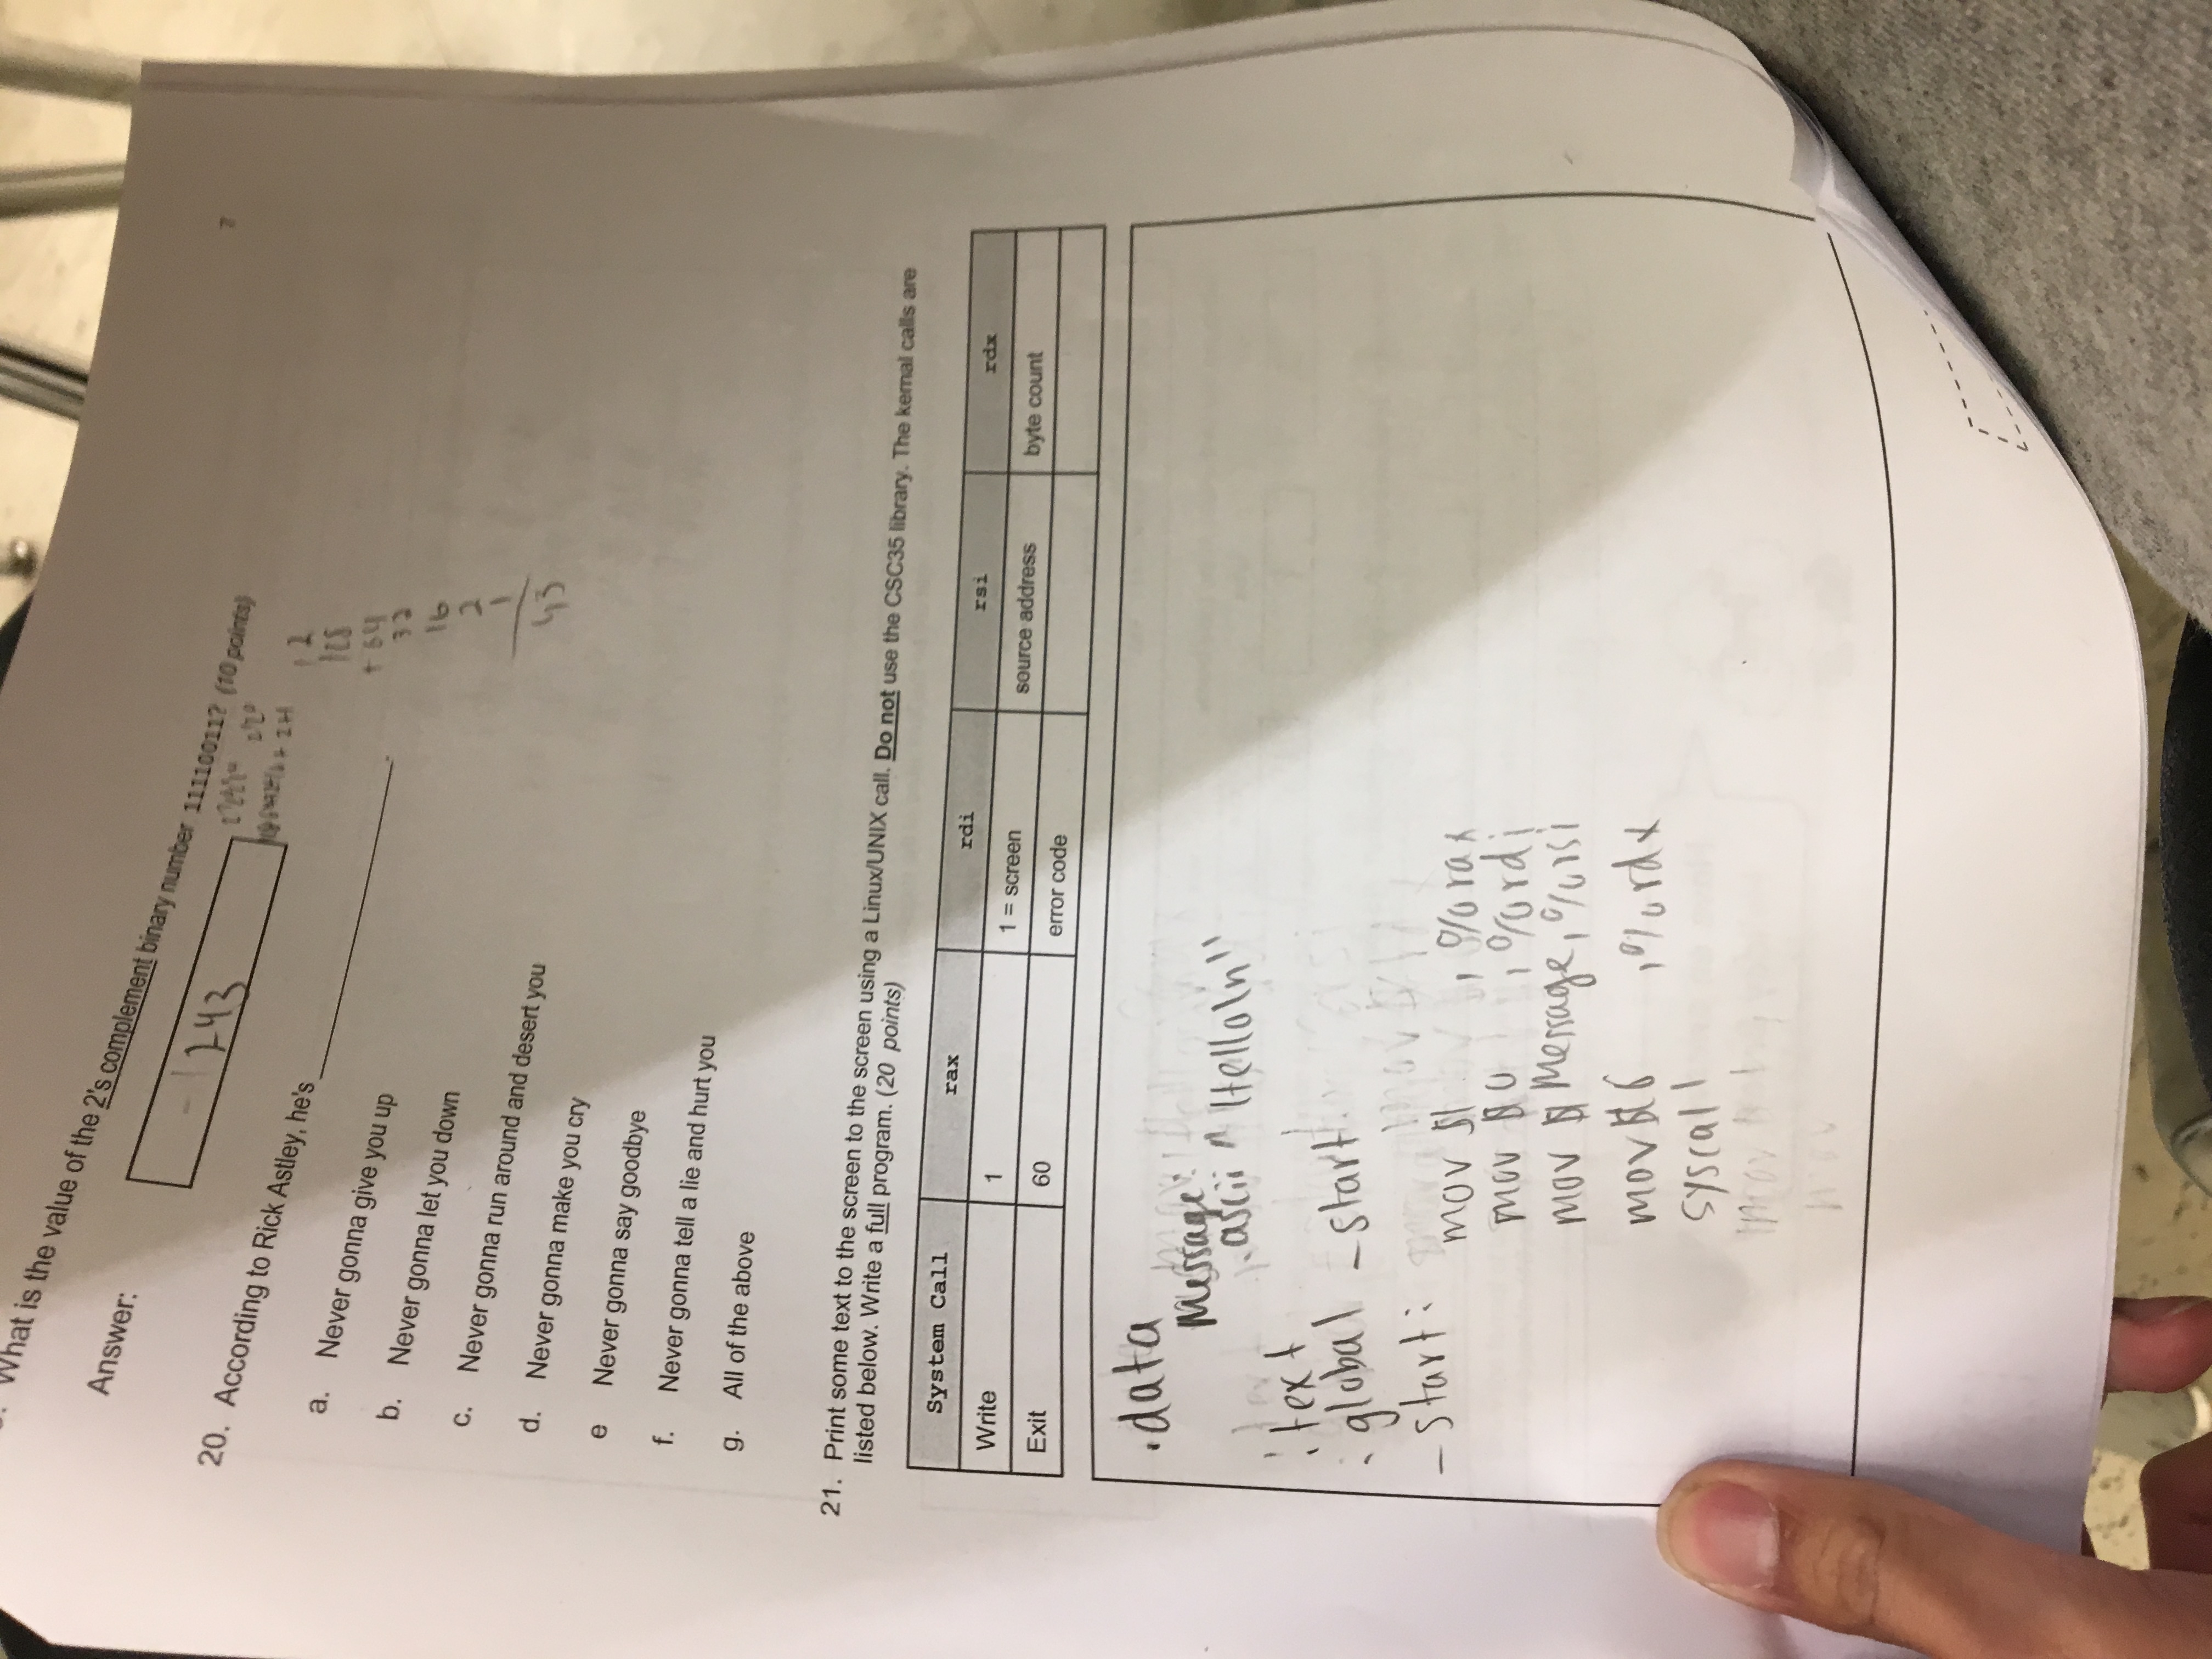 What is the value of the 2's complement binary number 11110011? (10 points)
7
Answer:
243
2
128
+ 64
32
16
2
1
43
20. According to Rick Astley, he's ____________.
a. Never gonna give you up
b. Never gonna let you down
c. Never gonna run around and desert you
d. Never gonna make you cry
e Never gonna say goodbye
f. Never gonna tell a lie and hurt you
g. All of the above
21. Print some text to the screen to the screen using a Linux/UNIX call. Do not use the CSC35 library. The kernal calls are
listed below. Write a full program. (20 points)
System Call rax rdi rsi rdx
Write 1 1 = screen source address byte count
Exit 60 error code
.data
Message:
.ascii "Hello\n"
.text
.global _start
_start:
mov $1 , %rax
mov $0 , %rdi
mov $Message, %rsi
mov $6 , %rdx
syscall